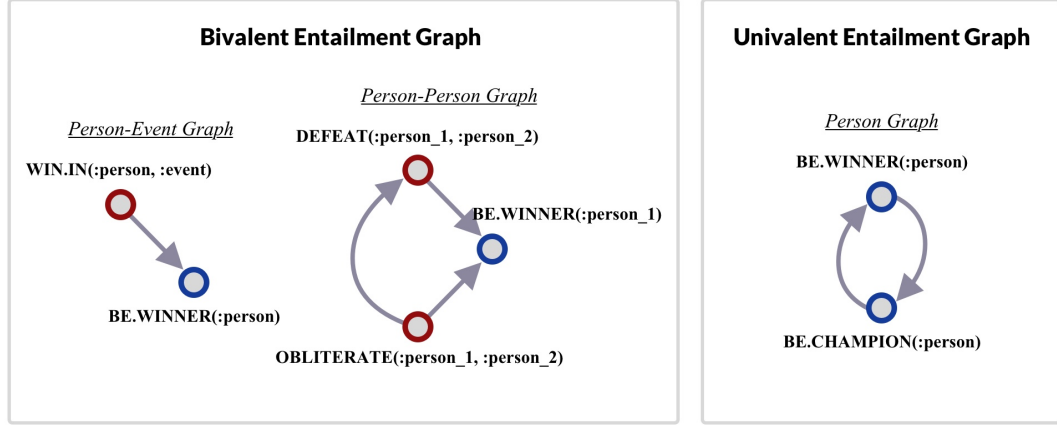 Bivalent Entailment Graph
Person-Event Graph
WIN.IN(:person, :event)
BE.WINNER(:person)
Person-Person Graph
DEFEAT(:person_1, :person_2)
BE.WINNER(:person_1)
OBLITERATE(:person_1, :person_2)
Univalent Entailment Graph
Person Graph
BE.WINNER(:person)
BE.CHAMPION(:person)